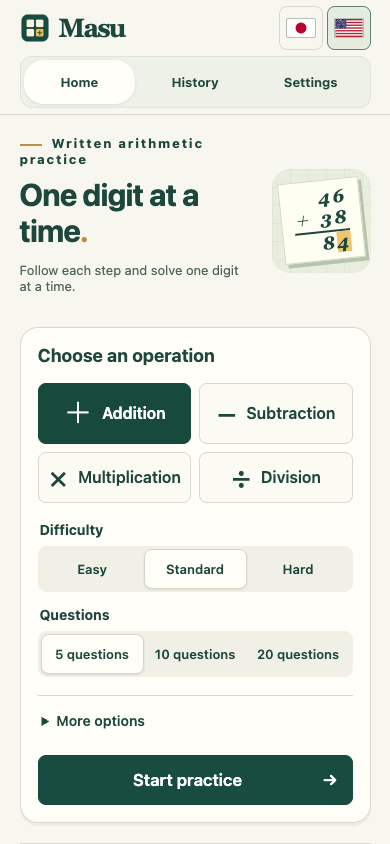 Masu
Home History Settings
Written arithmetic
practice
One digit at a
time.
Follow each step and solve one digit
at a time.
46
+ 38
84
Choose an operation
+ Addition
− Subtraction
× Multiplication
÷ Division
Difficulty
Easy Standard Hard
Questions
5 questions 10 questions 20 questions
▶ More options
Start practice →